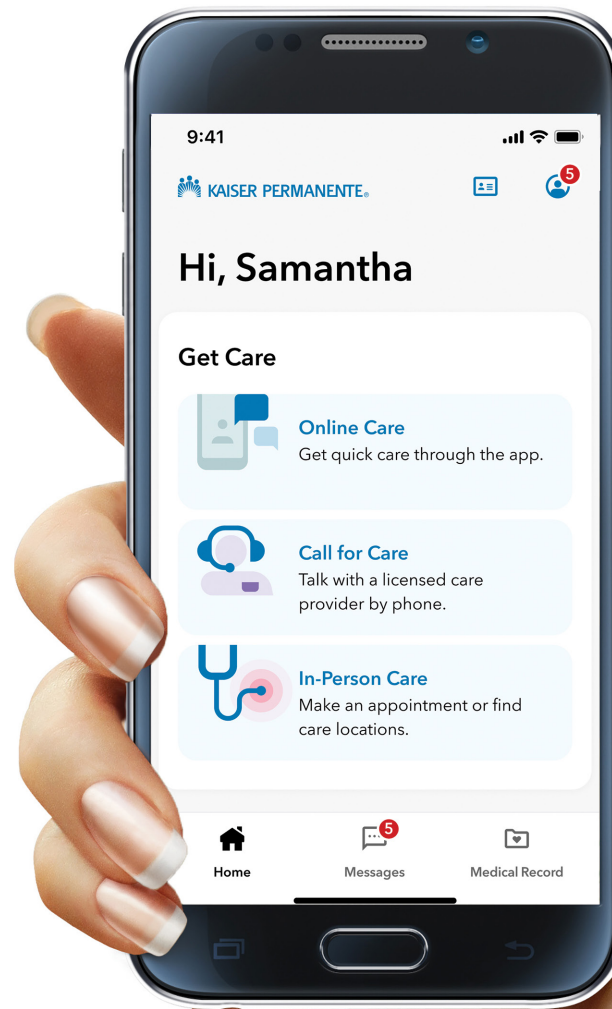 9:41
KAISER PERMANENTE®
5
Hi, Samantha
Get Care
Online Care
Get quick care through the app.
Call for Care
Talk with a licensed care
provider by phone.
In-Person Care
Make an appointment or find
care locations.
5
Home
Messages
Medical Record